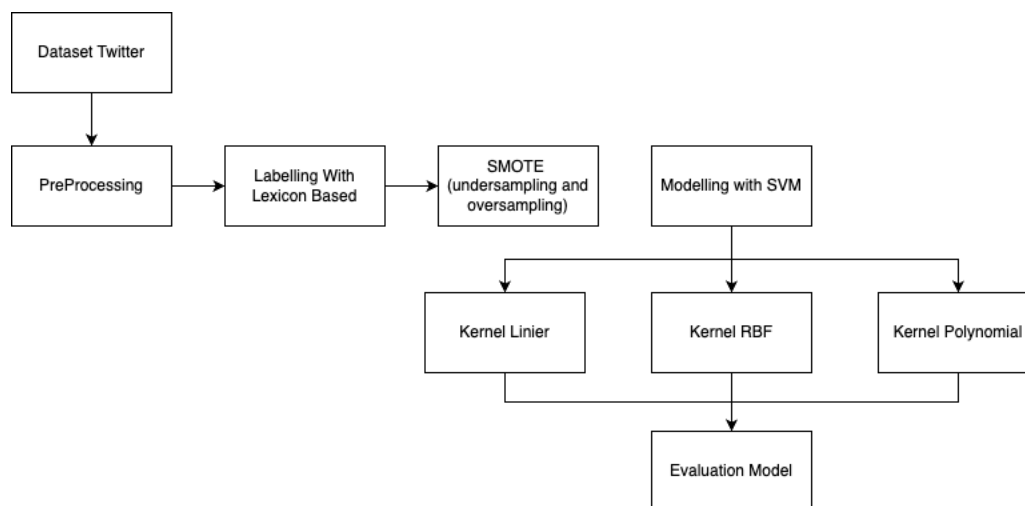 Dataset Twitter
PreProcessing
Labelling With
Lexicon Based
SMOTE
(undersampling and
oversampling)
Modelling with SVM
Kernel Linier
Kernel RBF
Kernel Polynomial
Evaluation Model